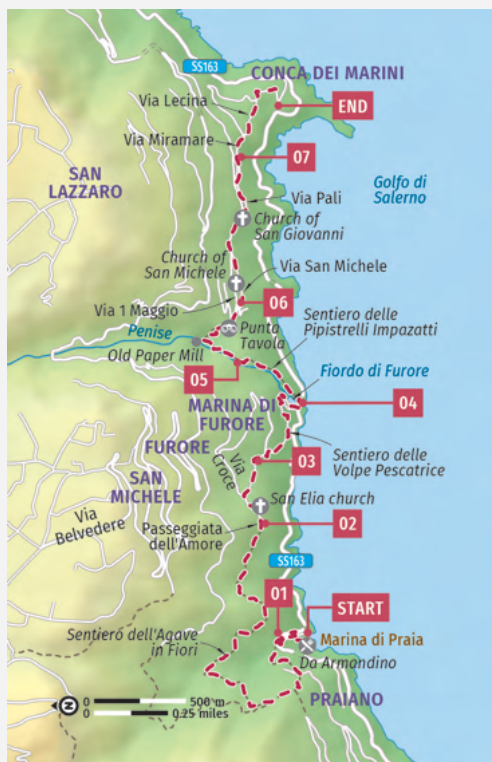 SS163
CONCA DEI MARINI
Via Lecina
END
Via Miramare
07
SAN
LAZZARO
Golfo di
Salerno
Via Pali
Church of
San Giovanni
Church of
San Michele
Via San Michele
06
Via 1 Maggio
Sentiero delle
Pipistrelli Impazatti
Penise
Punta
Tavola
Old Paper Mill
Fiordo di Furore
05
04
MARINA DI
FURORE
FURORE
Sentiero delle
Volpe Pescatrice
03
Via
Croce
SAN
MICHELE
San Elia church
Via
Belvedere
02
Passeggiata
dell'Amore
SS163
01
START
Marina di Praia
Sentiero dell'Agave
in Fiori
Da Armandino
PRAIANO
N
0 500 m
0 0.25 miles